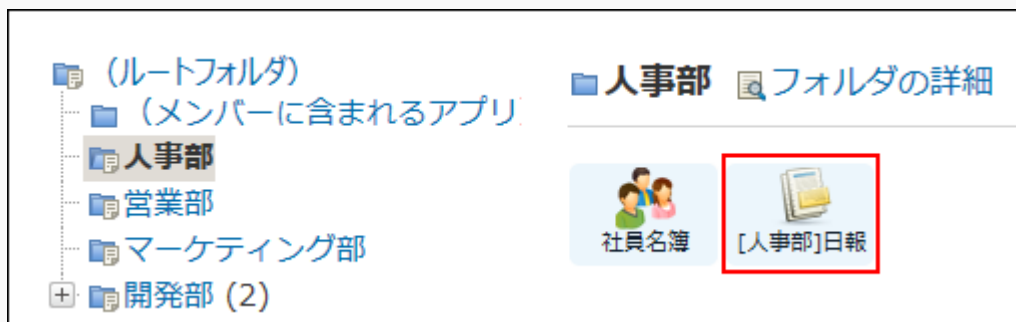 (ルートフォルダ)
(メンバーに含まれるアプリ
人事部
営業部
マーケティング部
開発部 (2)
人事部 フォルダの詳細
社員名簿
[人事部]日報